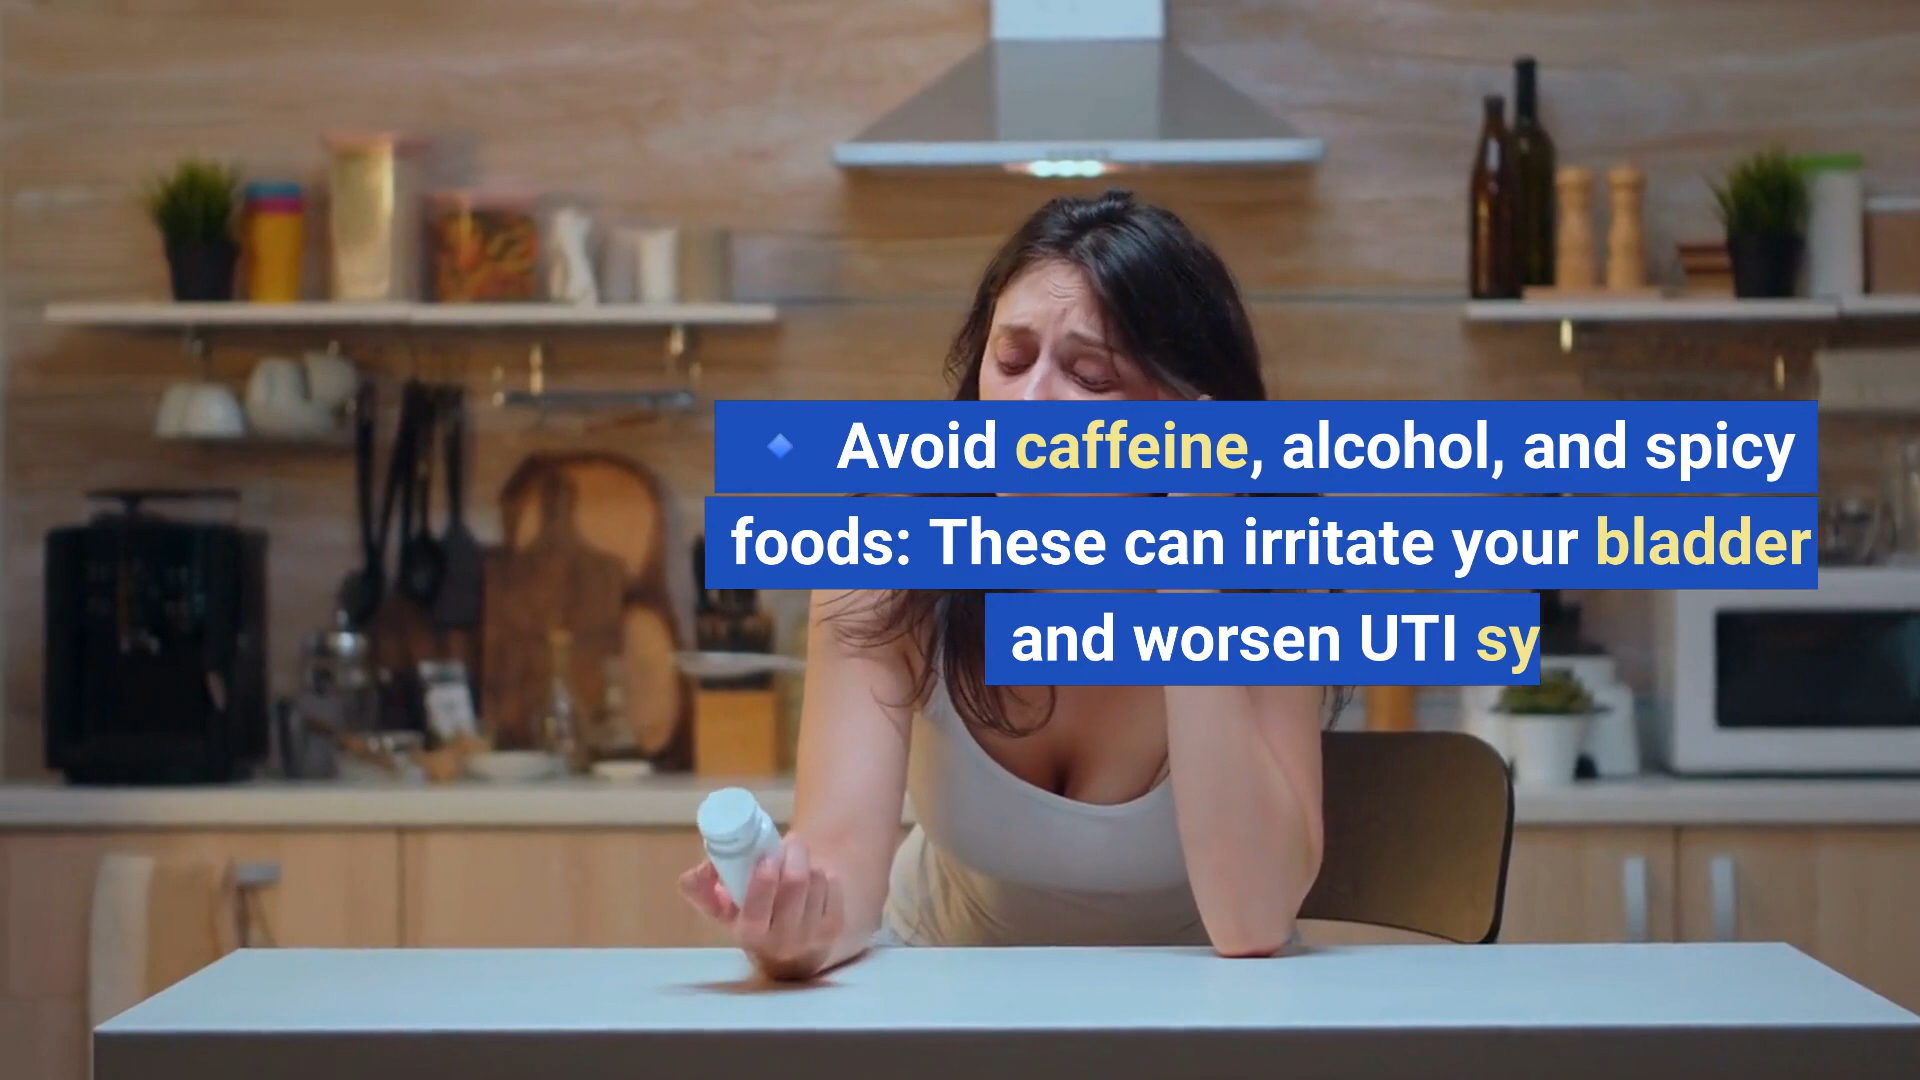 🔹 Avoid caffeine, alcohol, and spicy
foods: These can irritate your bladder
and worsen UTI sy